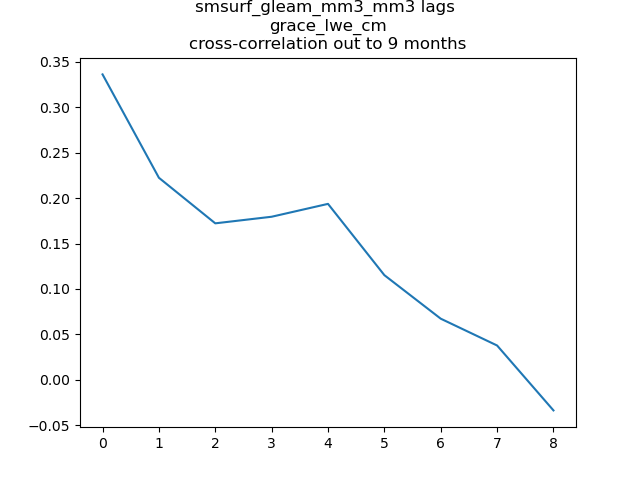 smsurf_gleam_mm3_mm3 lags
grace_lwe_cm
cross-correlation out to 9 months
0.35
0.30
0.25
0.20
0.15
0.10
0.05
0.00
−0.05
0 1 2 3 4 5 6 7 8